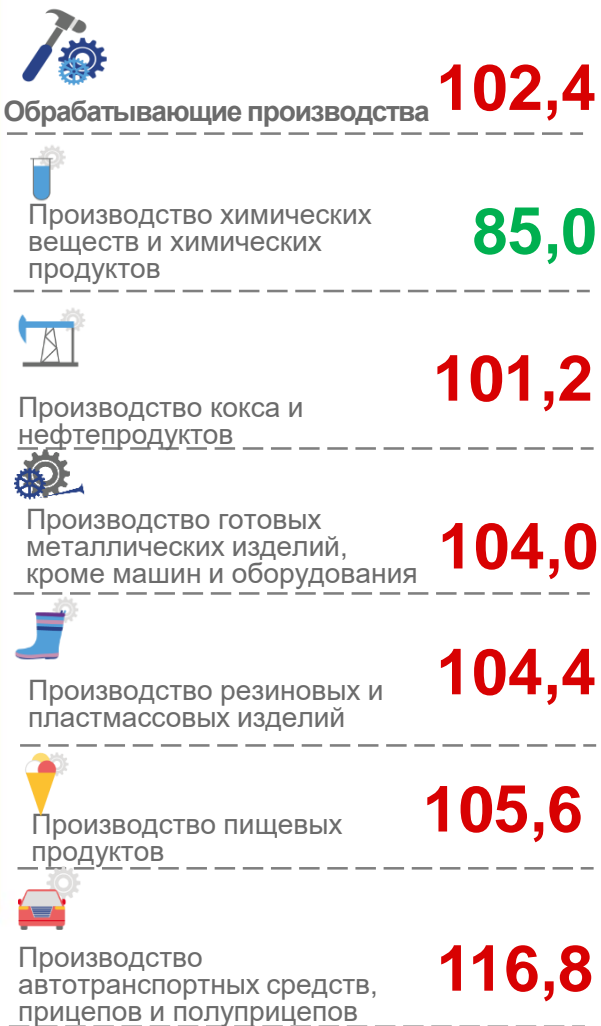 102,4
Обрабатывающие производства
Производство химических
веществ и химических
продуктов
85,0
Производство кокса и
нефтепродуктов
101,2
Производство готовых
металлических изделий,
кроме машин и оборудования
104,0
Производство резиновых и
пластмассовых изделий
104,4
Производство пищевых
продуктов
105,6
Производство
автотранспортных средств,
прицепов и полуприцепов
116,8